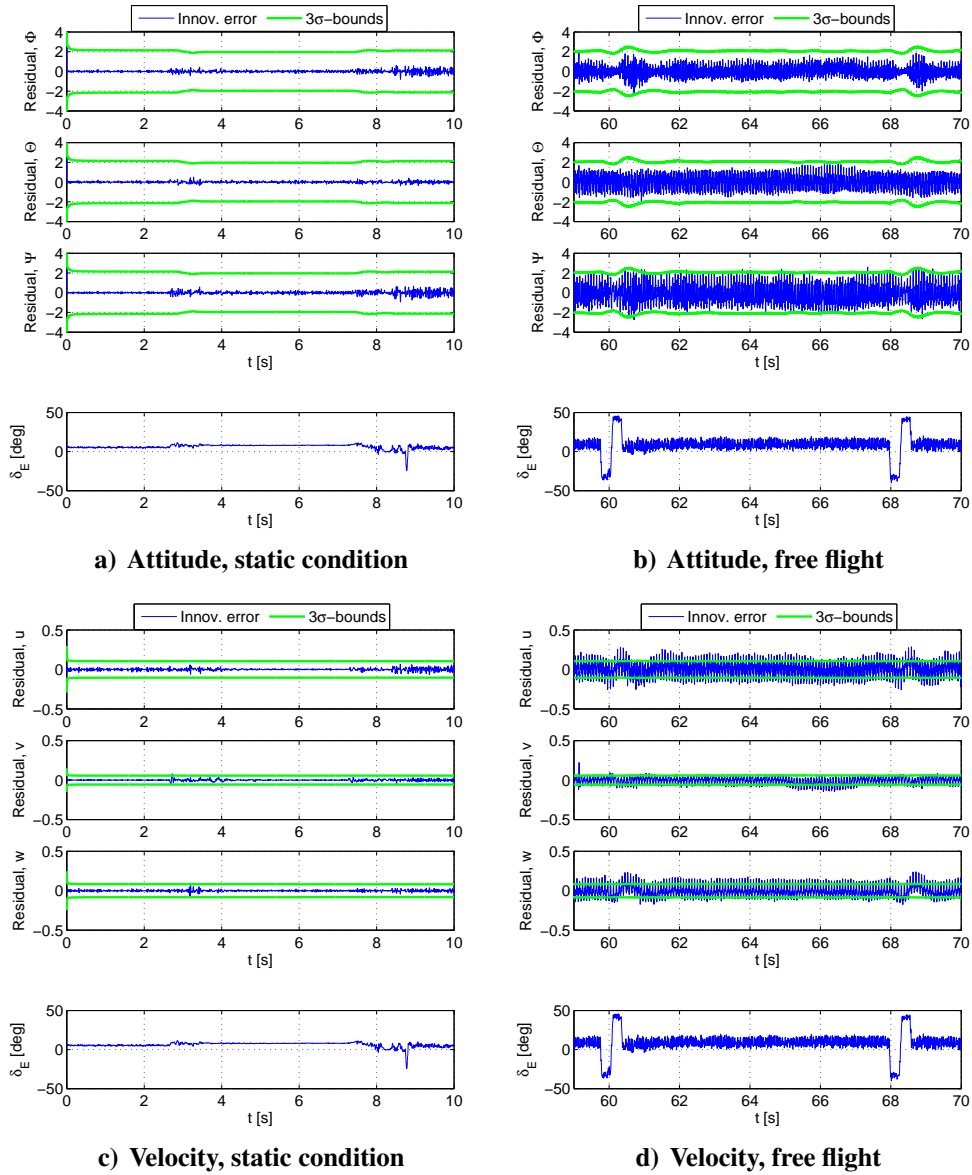 Innov. error 3σ−bounds
Residual, Φ
4
2
0
−2
−4
0 2 4 6 8 10
Residual, Θ
4
2
0
−2
−4
0 2 4 6 8 10
Residual, Ψ
4
2
0
−2
−4
0 2 4 6 8 10
t [s]
δE [deg]
50
0
−50
0 2 4 6 8 10
t [s]
a) Attitude, static condition
Innov. error 3σ−bounds
Residual, Φ
4
2
0
−2
−4
60 62 64 66 68 70
Residual, Θ
4
2
0
−2
−4
60 62 64 66 68 70
Residual, Ψ
4
2
0
−2
−4
60 62 64 66 68 70
t [s]
δE [deg]
50
0
−50
60 62 64 66 68 70
t [s]
b) Attitude, free flight
Innov. error 3σ−bounds
Residual, u
0.5
0
−0.5
0 2 4 6 8 10
Residual, v
0.5
0
−0.5
0 2 4 6 8 10
Residual, w
0.5
0
−0.5
0 2 4 6 8 10
t [s]
δE [deg]
50
0
−50
0 2 4 6 8 10
t [s]
c) Velocity, static condition
Innov. error 3σ−bounds
Residual, u
0.5
0
−0.5
60 62 64 66 68 70
Residual, v
0.5
0
−0.5
60 62 64 66 68 70
Residual, w
0.5
0
−0.5
60 62 64 66 68 70
t [s]
δE [deg]
50
0
−50
60 62 64 66 68 70
t [s]
d) Velocity, free flight